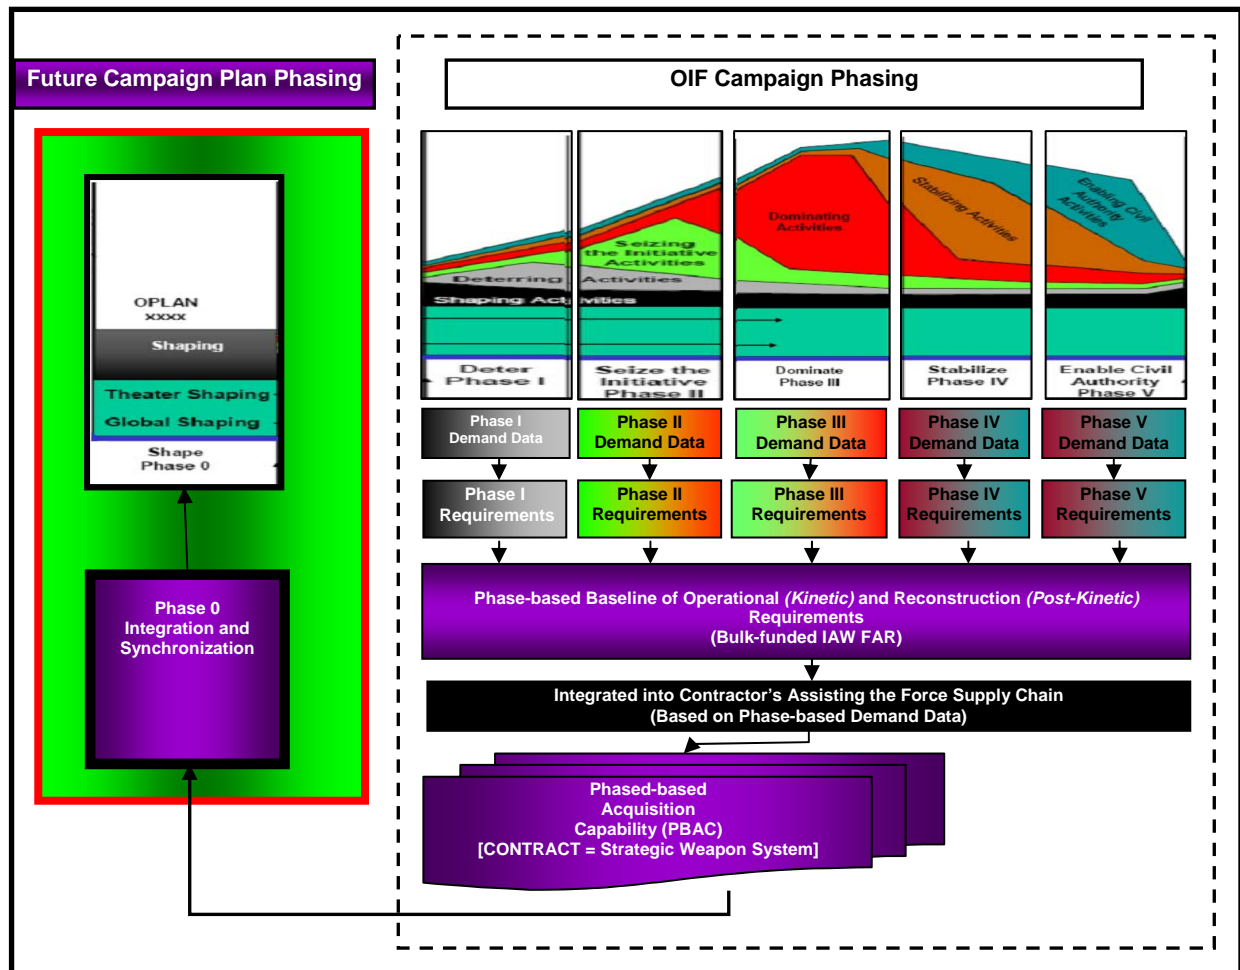 Future Campaign Plan Phasing
OIF Campaign Phasing
OPLAN
xxxx
Shaping
Theater Shaping
Global Shaping
Shape
Phase 0
Phase 0
Integration and
Synchronization
Seizing
the Initiative
Activities
Deterring Activities
Shaping Activities
Dominating
Activities
Stabilizing Activities
Enabling Civil
Authority
Activities
Deter
Phase I
Seize the
Initiative
Phase II
Dominate
Phase III
Stabilize
Phase IV
Enable Civil
Authority
Phase V
Phase I
Demand Data
Phase II
Demand Data
Phase III
Demand Data
Phase IV
Demand Data
Phase V
Demand Data
Phase I
Requirements
Phase II
Requirements
Phase III
Requirements
Phase IV
Requirements
Phase V
Requirements
Phase-based Baseline of Operational (Kinetic) and Reconstruction (Post-Kinetic)
Requirements
(Bulk-funded IAW FAR)
Integrated into Contractor's Assisting the Force Supply Chain
(Based on Phase-based Demand Data)
Phased-based
Acquisition
Capability (PBAC)
[CONTRACT = Strategic Weapon System]